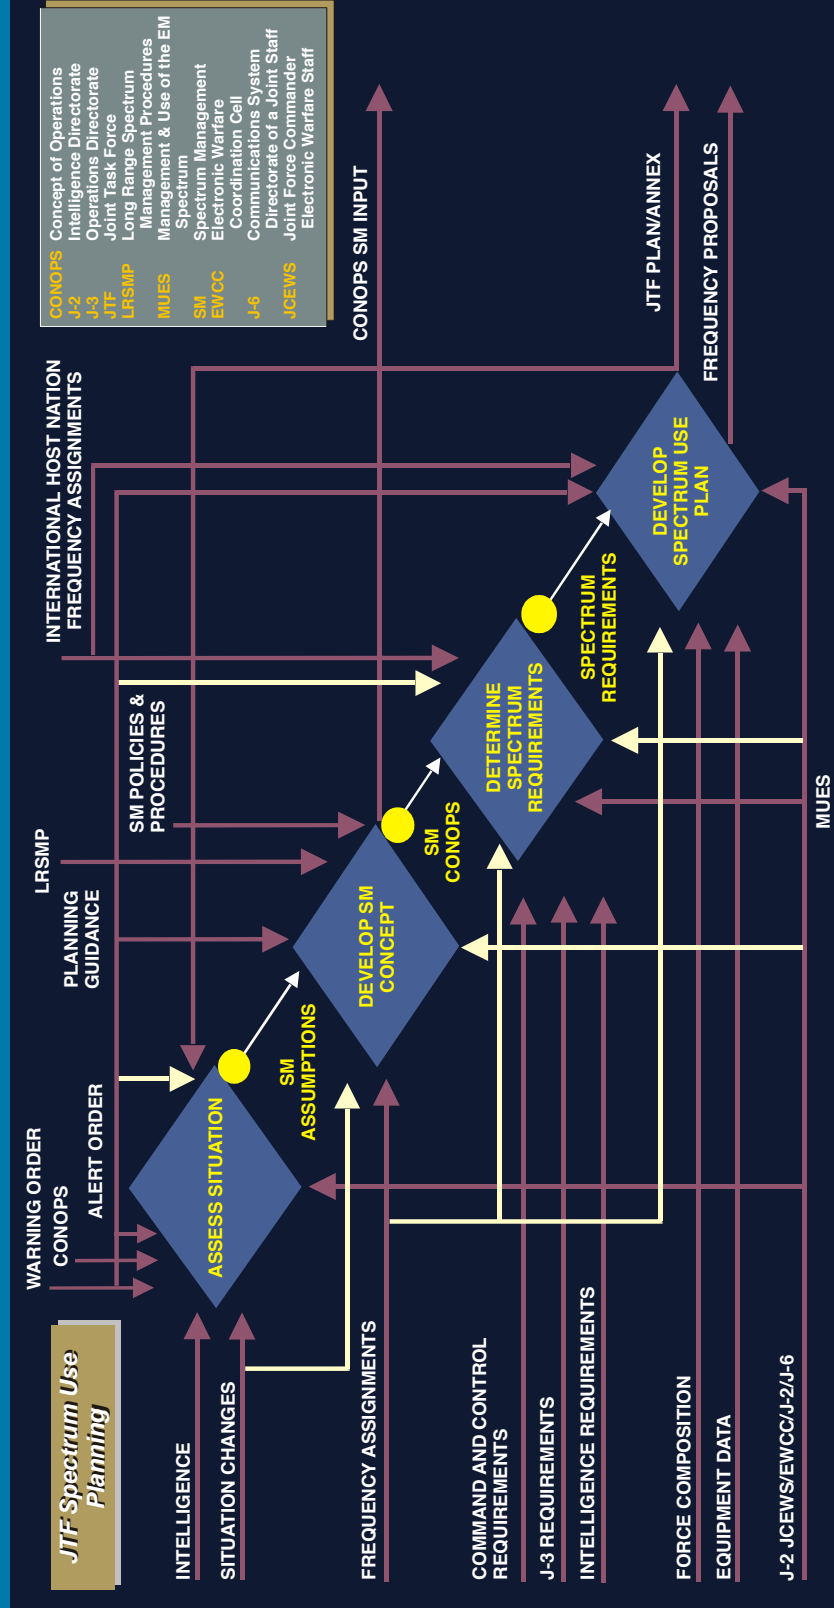 JTF Spectrum Use
Planning
WARNING ORDER
CONOPS
ALERT ORDER
PLANNING
GUIDANCE
LRSMP
SM POLICIES &
PROCEDURES
INTERNATIONAL HOST NATION
FREQUENCY ASSIGNMENTS
CONOPS Concept of Operations
J-2 Intelligence Directorate
J-3 Operations Directorate
JTF Joint Task Force
LRSMP Long Range Spectrum
Management Procedures
MUES Management & Use of the EM
Spectrum
SM Spectrum Management
EWCC Electronic Warfare
Coordination Cell
J-6 Communications System
Directorate of a Joint Staff
JCEWS Joint Force Commander
Electronic Warfare Staff
INTELLIGENCE
SITUATION CHANGES
ASSESS SITUATION
SM
ASSUMPTIONS
FREQUENCY ASSIGNMENTS
DEVELOP SM
CONCEPT
SM
CONOPS
CONOPS SM INPUT
COMMAND AND CONTROL
REQUIREMENTS
J-3 REQUIREMENTS
INTELLIGENCE REQUIREMENTS
DETERMINE
SPECTRUM
REQUIREMENTS
SPECTRUM
REQUIREMENTS
FORCE COMPOSITION
EQUIPMENT DATA
DEVELOP
SPECTRUM USE
PLAN
JTF PLAN/ANNEX
FREQUENCY PROPOSALS
J-2 JCEWS/EWCC/J-2/J-6
MUES